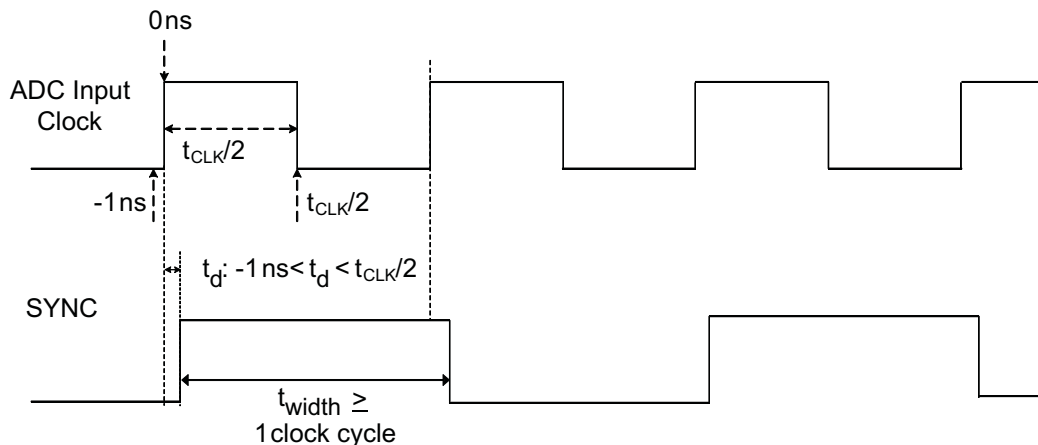 0ns
ADC Input
Clock
tCLK/2
-1ns
tCLK/2
td: -1ns< td < tCLK/2
SYNC
twidth ≥
1clock cycle